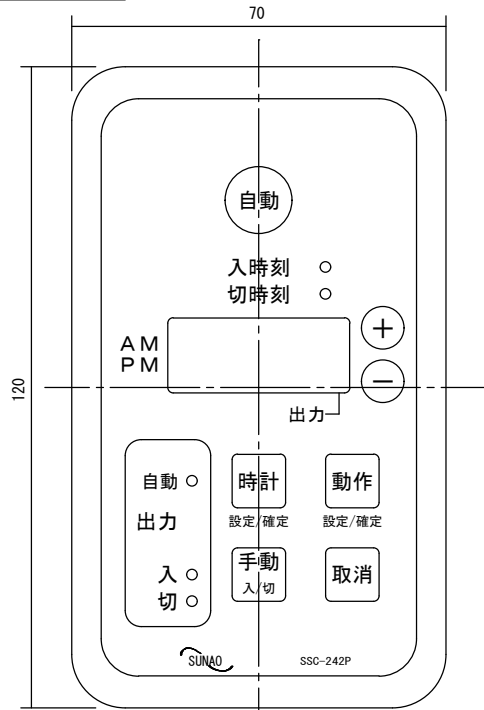 70
120
自動
入時刻
切時刻
AM
PM
+
−
出力
自動
出力
入
切
時計
設定/確定
動作
設定/確定
手動
入/切
取消
SUNAO
SSC-242P